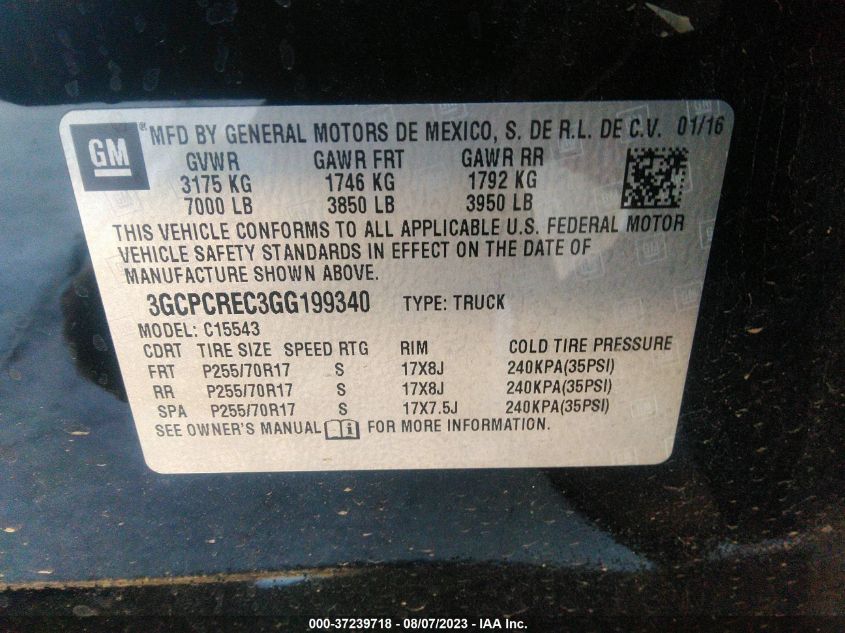 GM ® MFD BY GENERAL MOTORS DE MEXICO, S. DE R.L. DE C.V. 01/16
GVWR GAWR FRT GAWR RR
3175 KG 1746 KG 1792 KG
7000 LB 3850 LB 3950 LB
THIS VEHICLE CONFORMS TO ALL APPLICABLE U.S. FEDERAL MOTOR
VEHICLE SAFETY STANDARDS IN EFFECT ON THE DATE OF
MANUFACTURE SHOWN ABOVE.
3GCPCREC3GG199340 TYPE: TRUCK
MODEL: C15543
CDRT TIRE SIZE SPEED RTG RIM COLD TIRE PRESSURE
FRT P255/70R17 S 17X8J 240KPA(35PSI)
RR P255/70R17 S 17X8J 240KPA(35PSI)
SPA P255/70R17 S 17X7.5J 240KPA(35PSI)
SEE OWNER'S MANUAL i FOR MORE INFORMATION.
000-37239718 - 08/07/2023 - IAA Inc.